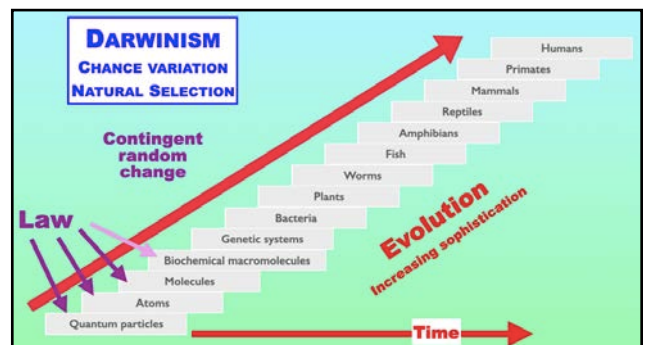 DARWINISM
CHANCE VARIATION
NATURAL SELECTION
Humans
Primates
Mammals
Reptiles
Amphibians
Fish
Worms
Plants
Bacteria
Genetic systems
Biochemical macromolecules
Molecules
Atoms
Quantum particles
Contingent
random
change
Law
Evolution
Increasing sophistication
Time